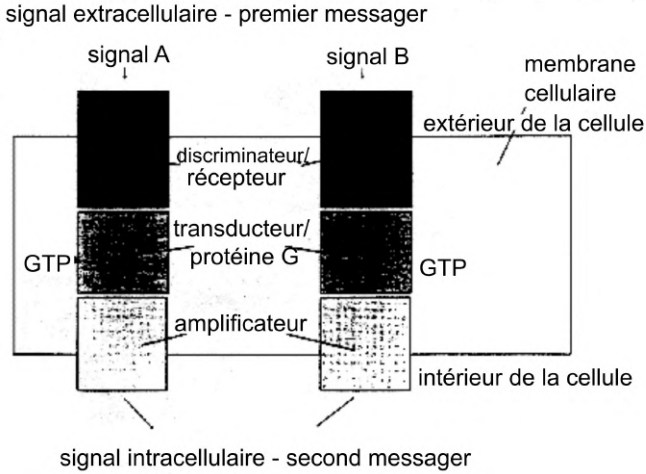 signal extracellulaire - premier messager
signal A
signal B
membrane
cellulaire
extérieur de la cellule
discriminateur/
récepteur
transducteur/
protéine G
GTP
GTP
amplificateur
intérieur de la cellule
signal intracellulaire - second messager